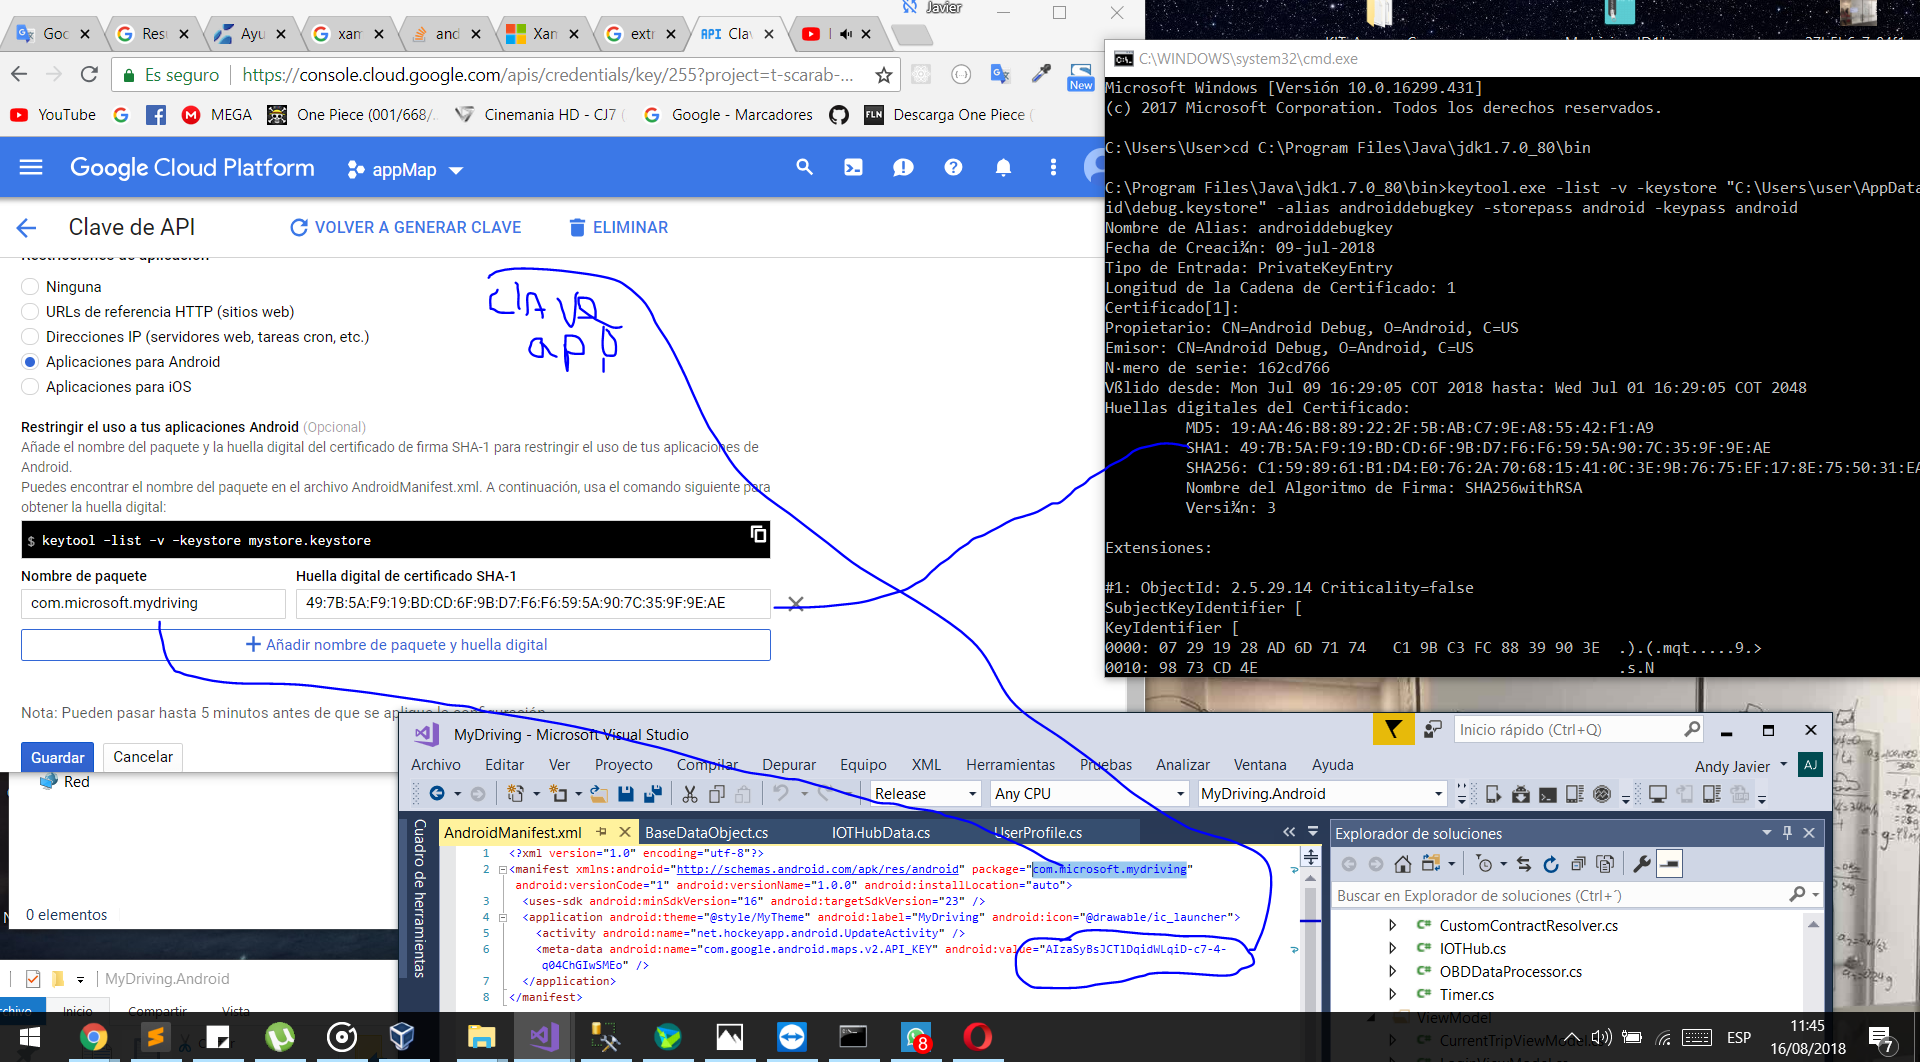 Javier
Goo
Resu
Ayu
xam
and
Xan
extr
API Clav
Es seguro
https://console.cloud.google.com/apis/credentials/key/255?project=t-scarab-...
New
YouTube
MEGA
One Piece (001/668/.
Cinemania HD - CJ7 (
Google - Marcadores
FLN
Descarga One Piece
Google Cloud Platform
appMap
Clave de API
VOLVER A GENERAR CLAVE
ELIMINAR
Restricciones de aplicación
Ninguna
URLs de referencia HTTP (sitios web)
Direcciones IP (servidores web, tareas cron, etc.)
Aplicaciones para Android
Aplicaciones para iOS
clave
api
Restringir el uso a tus aplicaciones Android (Opcional)
Añade el nombre del paquete y la huella digital del certificado de firma SHA-1 para restringir el uso de tus aplicaciones de
Android.
Puedes encontrar el nombre del paquete en el archivo AndroidManifest.xml. A continuación, usa el comando siguiente para
obtener la huella digital:
$ keytool -list -v -keystore mystore.keystore
Nombre de paquete
Huella digital de certificado SHA-1
com.microsoft.mydriving
49:7B:5A:F9:19:BD:CD:6F:9B:D7:F6:F6:59:5A:90:7C:35:9F:9E:AE
Añadir nombre de paquete y huella digital
Nota: Pueden pasar hasta 5 minutos antes de que se aplique la configuración
Guardar
Cancelar
Red
0 elementos
MyDriving.Android
Inicio
Compartir
Vista
C:\WINDOWS\system32\cmd.exe
Microsoft Windows [Versión 10.0.16299.431]
(c) 2017 Microsoft Corporation. Todos los derechos reservados.
C:\Users\User>cd C:\Program Files\Java\jdk1.7.0_80\bin
C:\Program Files\Java\jdk1.7.0_80\bin>keytool.exe -list -v -keystore "C:\Users\user\AppData
id\debug.keystore" -alias androiddebugkey -storepass android -keypass android
Nombre de Alias: androiddebugkey
Fecha de Creaci¾n: 09-jul-2018
Tipo de Entrada: PrivateKeyEntry
Longitud de la Cadena de Certificado: 1
Certificado[1]:
Propietario: CN=Android Debug, O=Android, C=US
Emisor: CN=Android Debug, O=Android, C=US
N·mero de serie: 162cd766
Vßlido desde: Mon Jul 09 16:29:05 COT 2018 hasta: Wed Jul 01 16:29:05 COT 2048
Huellas digitales del Certificado:
MD5: 19:AA:46:B8:89:22:2F:5B:AB:C7:9E:A8:55:42:F1:A9
SHA1: 49:7B:5A:F9:19:BD:CD:6F:9B:D7:F6:F6:59:5A:90:7C:35:9F:9E:AE
SHA256: C1:59:89:61:B1:D4:E0:76:2A:70:68:15:41:0C:3E:9B:76:75:EF:17:8E:75:50:31:EA
Nombre del Algoritmo de Firma: SHA256withRSA
Versi¾n: 3
Extensiones:
#1: ObjectId: 2.5.29.14 Criticality=false
SubjectKeyIdentifier [
KeyIdentifier [
0000: 07 29 19 28 AD 6D 71 74 C1 9B C3 FC 88 39 90 3E .).(.mqt.....9.>
0010: 98 73 CD 4E .s.N
MyDriving - Microsoft Visual Studio
Inicio rápido (Ctrl+Q)
Archivo Editar Ver Proyecto Compilar Depurar Equipo XML Herramientas Pruebas Analizar Ventana Ayuda
Andy Javier
AJ
Release
Any CPU
MyDriving.Android
Cuadro de herramientas
AndroidManifest.xml
BaseDataObject.cs
IOTHubData.cs
UserProfile.cs
1 <?xml version="1.0" encoding="utf-8"?>
2 <manifest xmlns:android="http://schemas.android.com/apk/res/android" package="com.microsoft.mydriving"
android:versionCode="1" android:versionName="1.0.0" android:installLocation="auto">
3 <uses-sdk android:minSdkVersion="16" android:targetSdkVersion="23" />
4 <application android:theme="@style/MyTheme" android:label="MyDriving" android:icon="@drawable/ic_launcher">
5 <activity android:name="net.hockeyapp.android.UpdateActivity" />
6 <meta-data android:name="com.google.android.maps.v2.API_KEY" android:value="AIzaSyBsJCTlDqidWLqiD-c7-4-
q04ChGIwSMEo" />
7 </application>
8 </manifest>
Explorador de soluciones
Buscar en Explorador de soluciones (Ctrl+´)
C# CustomContractResolver.cs
C# IOTHub.cs
C# OBDDataProcessor.cs
C# Timer.cs
ViewModel
C# CurrentTripViewModel.c
8
ESP
11:45
16/08/2018
7